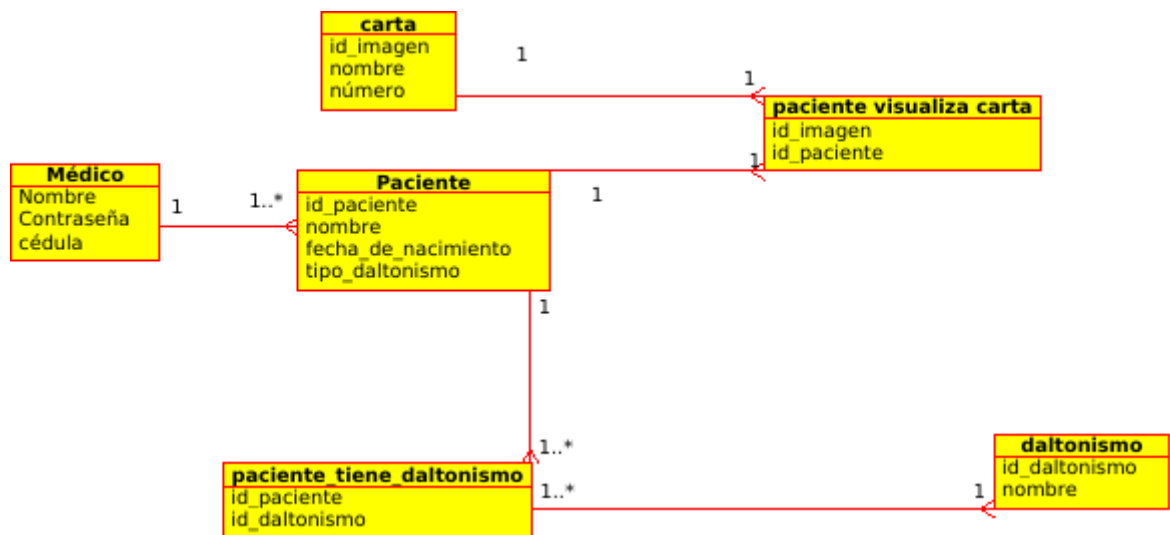 carta
id_imagen
nombre
número
1
1
paciente visualiza carta
id_imagen
id_paciente
1
1
Médico
Nombre
Contraseña
cédula
1
1..*
Paciente
id_paciente
nombre
fecha_de_nacimiento
tipo_daltonismo
1
1..*
paciente_tiene_daltonismo
id_paciente
id_daltonismo
1..*
1
daltonismo
id_daltonismo
nombre